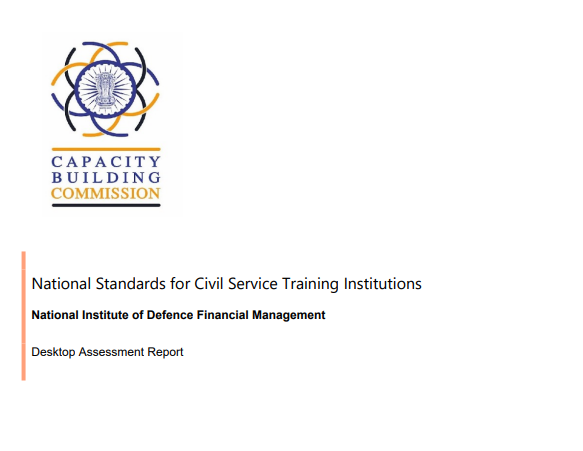 CAPACITY
BUILDING
COMMISSION
National Standards for Civil Service Training Institutions
National Institute of Defence Financial Management
Desktop Assessment Report